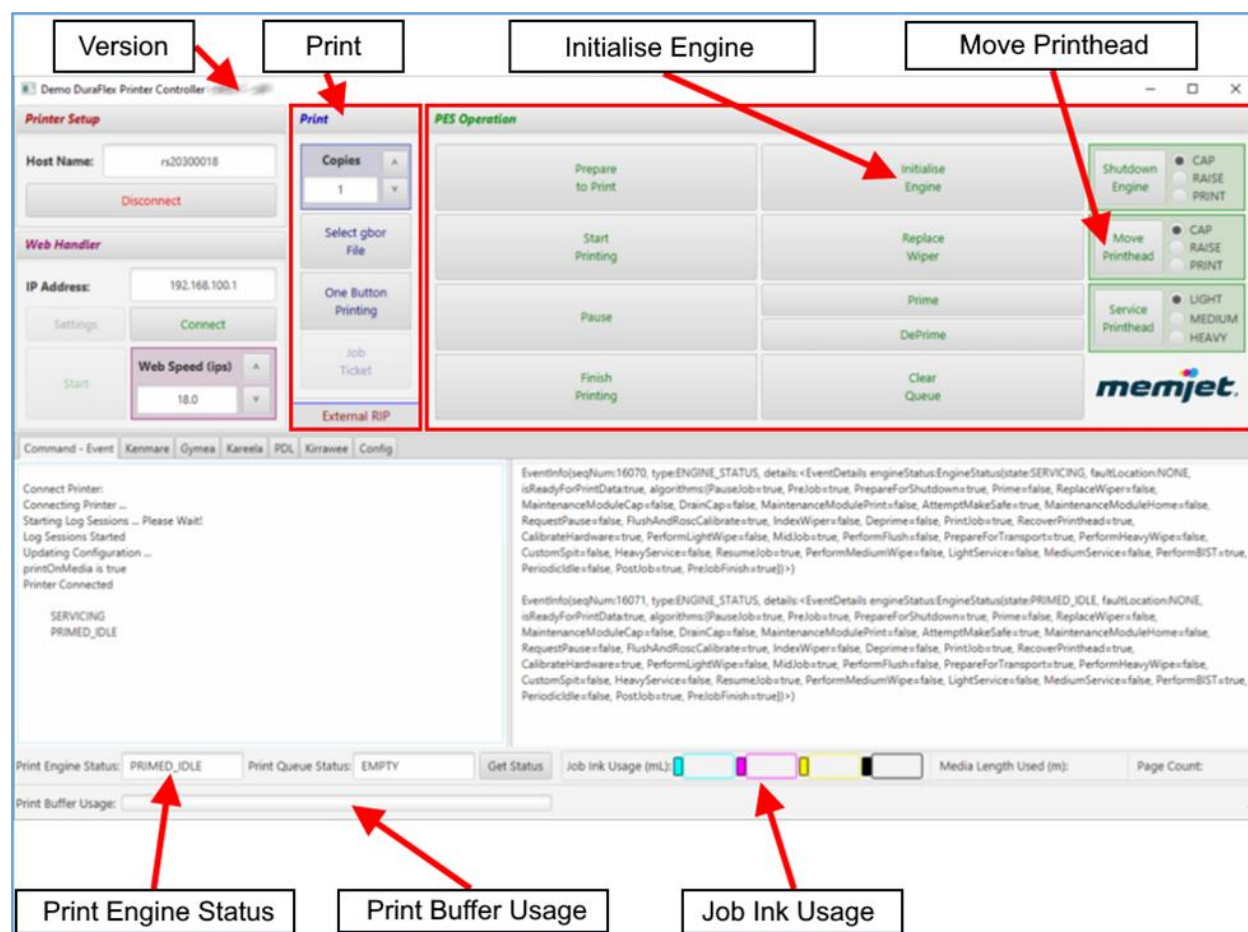 Version
Print
Initialise Engine
Move Printhead
Demo DuraFlex Printer Controller
Printer Setup
Host Name:
rs20300018
Disconnect
Web Handler
IP Address:
192.168.100.1
Settings
Connect
Start
Web Speed (ips)
18.0
Print
Copies
1
Select gbor
File
One Button
Printing
Job
Ticket
External RIP
PES Operation
Prepare
to Print
Initialise
Engine
Start
Printing
Replace
Wiper
Pause
Prime
DePrime
Finish
Printing
Clear
Queue
Shutdown
Engine
CAP
RAISE
PRINT
Move
Printhead
CAP
RAISE
PRINT
Service
Printhead
LIGHT
MEDIUM
HEAVY
memjet.
Command - Event Kenmare Gymea Kareela PDL Kirrawee Config
Connect Printer:
Connecting Printer ...
Starting Log Sessions ... Please Wait!
Log Sessions Started
Updating Configuration ...
printOnMedia is true
Printer Connected
SERVICING
PRIMED_IDLE
EventInfo(seqNum:16070, type:ENGINE_STATUS, details:<EventDetails engineStatus:EngineStatus(state:SERVICING, faultLocation:NONE,
isReadyForPrintData:true, algorithms:{PauseJob=true, PreJob=true, PrepareForShutdown=true, Prime=false, ReplaceWiper=false,
MaintenanceModuleCap=false, DrainCap=false, MaintenanceModulePrint=false, AttemptMakeSafe=true, MaintenanceModuleHome=false,
RequestPause=false, FlushAndRoscCalibrate=true, IndexWiper=false, Deprime=false, PrintJob=true, RecoverPrinthead=true,
CalibrateHardware=true, PerformLightWipe=false, MidJob=true, PerformFlush=false, PrepareForTransport=true, PerformHeavyWipe=false,
CustomSpit=false, HeavyService=false, ResumeJob=true, PerformMediumWipe=false, LightService=false, MediumService=false, PerformBIST=true,
PeriodicIdle=false, PostJob=true, PreJobFinish=true})>)
EventInfo(seqNum:16071, type:ENGINE_STATUS, details:<EventDetails engineStatus:EngineStatus(state:PRIMED_IDLE, faultLocation:NONE,
isReadyForPrintData:true, algorithms:{PauseJob=true, PreJob=true, PrepareForShutdown=true, Prime=false, ReplaceWiper=false,
MaintenanceModuleCap=false, DrainCap=false, MaintenanceModulePrint=false, AttemptMakeSafe=true, MaintenanceModuleHome=false,
RequestPause=false, FlushAndRoscCalibrate=true, IndexWiper=false, Deprime=false, PrintJob=true, RecoverPrinthead=true,
CalibrateHardware=true, PerformLightWipe=false, MidJob=true, PerformFlush=false, PrepareForTransport=true, PerformHeavyWipe=false,
CustomSpit=false, HeavyService=false, ResumeJob=true, PerformMediumWipe=false, LightService=false, MediumService=false, PerformBIST=true,
PeriodicIdle=false, PostJob=true, PreJobFinish=true})>)
Print Engine Status: PRIMED_IDLE Print Queue Status: EMPTY Get Status Job Ink Usage (mL): Media Length Used (m): Page Count:
Print Buffer Usage:
Print Engine Status
Print Buffer Usage
Job Ink Usage